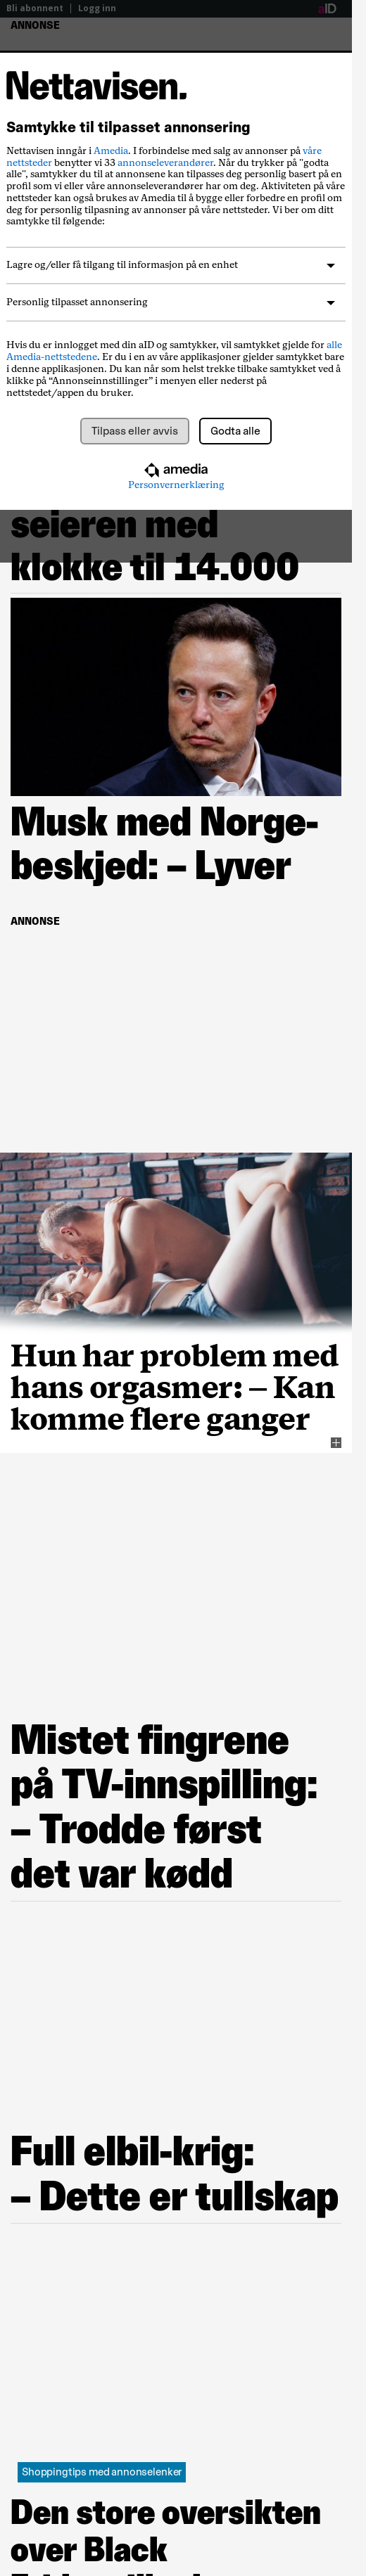 Bli abonnent | Logg inn
aID
ANNONSE
Nettavisen.
Samtykke til tilpasset annonsering
Nettavisen inngår i Amedia. I forbindelse med salg av annonser på våre
nettsteder benytter vi 33 annonseleverandører. Når du trykker på "godta
alle", samtykker du til at annonsene kan tilpasses deg personlig basert på en
profil som vi eller våre annonseleverandører har om deg. Aktiviteten på våre
nettsteder kan også brukes av Amedia til å bygge eller forbedre en profil om
deg for personlig tilpasning av annonser på våre nettsteder. Vi ber om ditt
samtykke til følgende:
Lagre og/eller få tilgang til informasjon på en enhet
Personlig tilpasset annonsering
Hvis du er innlogget med din aID og samtykker, vil samtykket gjelde for alle
Amedia-nettstedene. Er du i en av våre applikasjoner gjelder samtykket bare
i denne applikasjonen. Du kan når som helst trekke tilbake samtykket ved å
klikke på “Annonseinnstillinger” i menyen eller nederst på
nettstedet/appen du bruker.
Tilpass eller avvis
Godta alle
amedia
Personvernerklæring
seieren med
klokke til 14.000
Musk med Norge-
beskjed: – Lyver
ANNONSE
Hun har problem med
hans orgasmer: – Kan
komme flere ganger
Mistet fingrene
på TV-innspilling:
– Trodde først
det var kødd
Full elbil-krig:
– Dette er tullskap
Shoppingtips med annonselenker
Den store oversikten
over Black